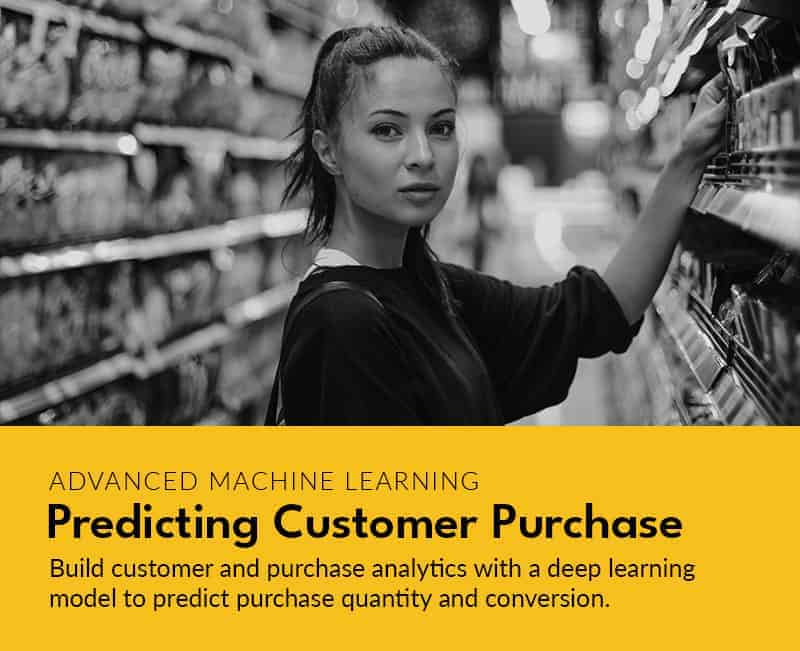 ADVANCED MACHINE LEARNING
Predicting Customer Purchase
Build customer and purchase analytics with a deep learning
model to predict purchase quantity and conversion.